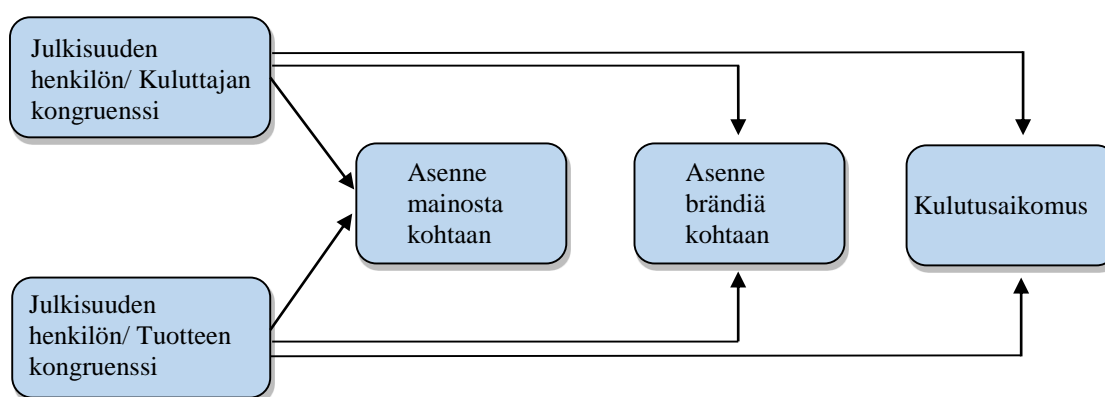 Julkisuuden
henkilön/ Kuluttajan
kongruenssi
Asenne
mainosta
kohtaan
Asenne
brändiä
kohtaan
Kulutusaikomus
Julkisuuden
henkilön/ Tuotteen
kongruenssi